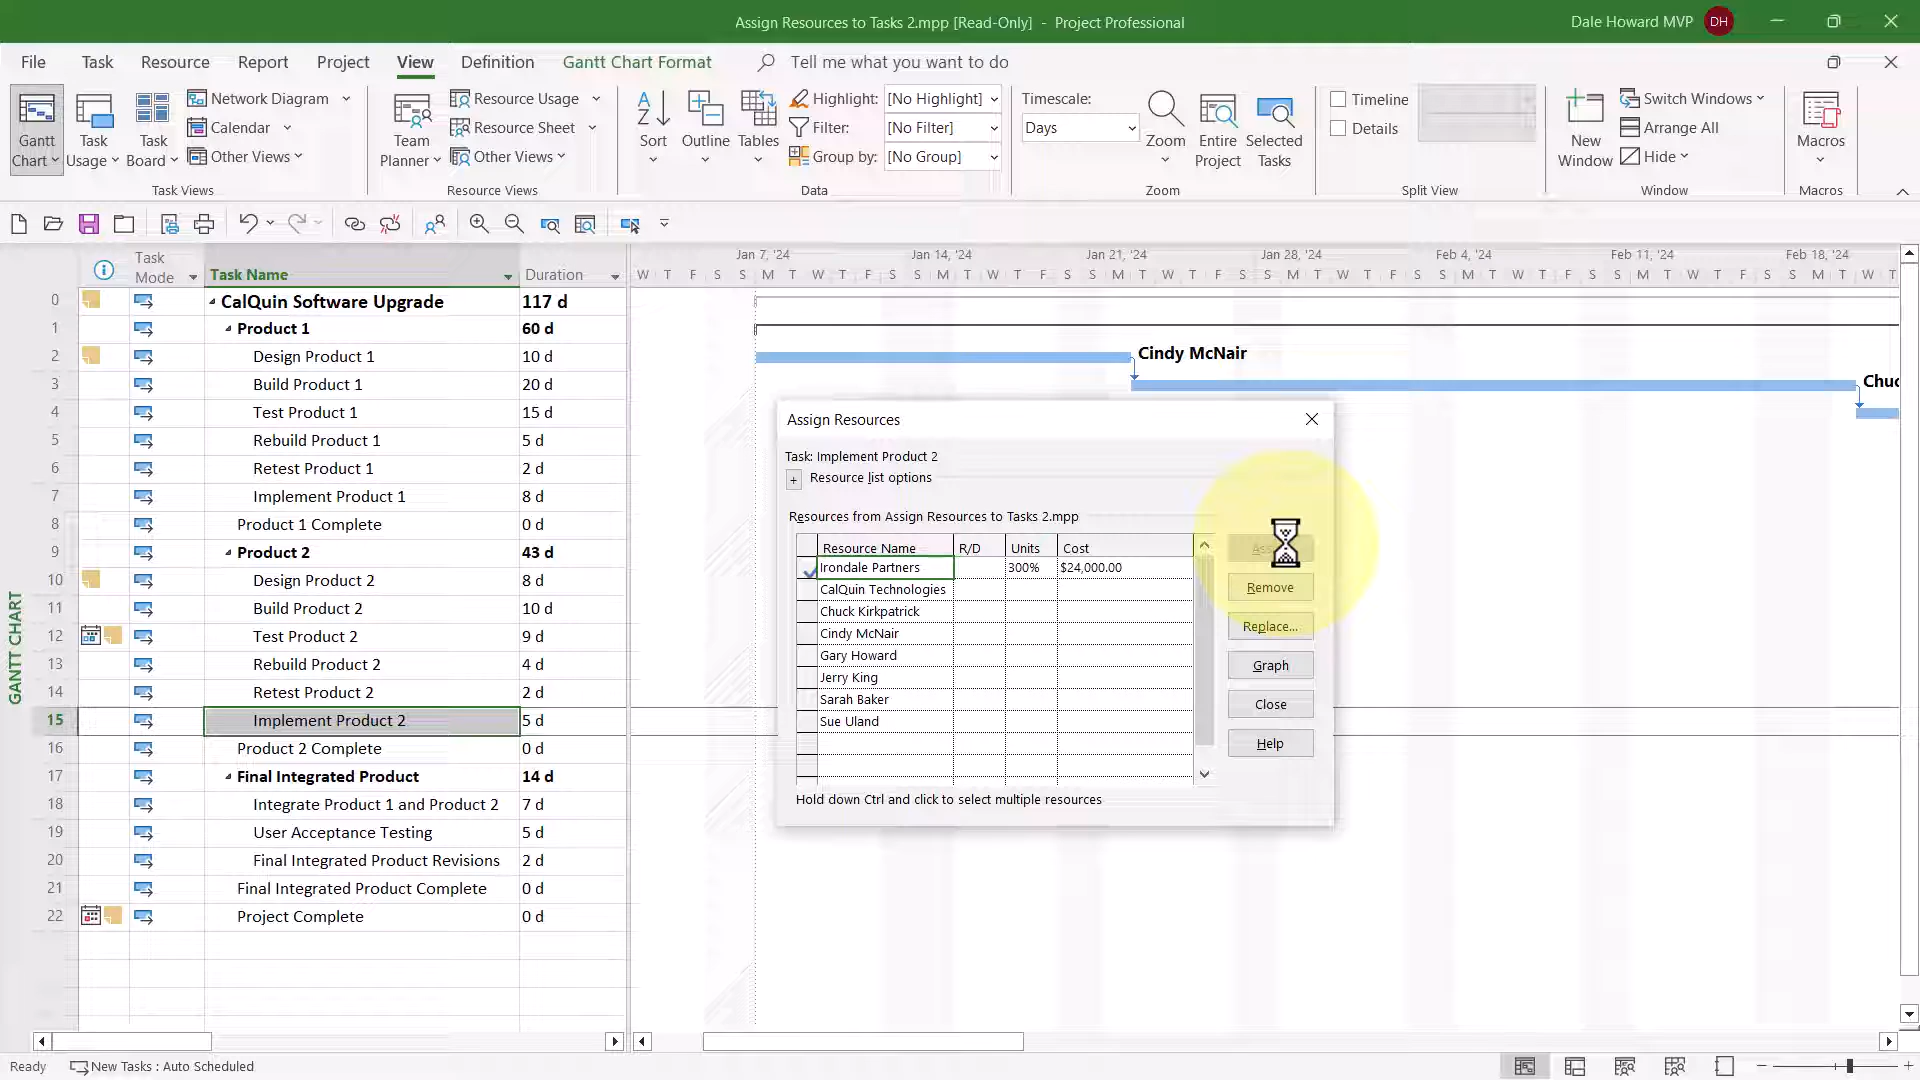 Assign Resources to Tasks 2.mpp [Read-Only] - Project Professional
Dale Howard MVP
DH
File Task Resource Report Project View Definition Gantt Chart Format Tell me what you want to do
Gantt Chart
Task Usage
Task Board
Network Diagram
Calendar
Other Views
Task Views
Team Planner
Resource Usage
Resource Sheet
Other Views
Resource Views
Sort
Outline
Tables
Highlight: [No Highlight]
Filter: [No Filter]
Group by: [No Group]
Data
Timescale:
Days
Zoom
Entire Project
Selected Tasks
Zoom
Timeline
Details
Split View
New Window
Switch Windows
Arrange All
Hide
Window
Macros
Macros
Task Mode
Task Name
Duration
Jan 7, '24 Jan 14, '24 Jan 21, '24 Jan 28, '24 Feb 4, '24 Feb 11, '24 Feb 18, '24
W T F S S M T W T F S S M T W T F S S M T W T F S S M T W T F S S M T W T F S S M T W T F S S M T W T
0 CalQuin Software Upgrade 117 d
1 Product 1 60 d
2 Design Product 1 10 d
3 Build Product 1 20 d
4 Test Product 1 15 d
5 Rebuild Product 1 5 d
6 Retest Product 1 2 d
7 Implement Product 1 8 d
8 Product 1 Complete 0 d
9 Product 2 43 d
10 Design Product 2 8 d
11 Build Product 2 10 d
12 Test Product 2 9 d
13 Rebuild Product 2 4 d
14 Retest Product 2 2 d
15 Implement Product 2 5 d
16 Product 2 Complete 0 d
17 Final Integrated Product 14 d
18 Integrate Product 1 and Product 2 7 d
19 User Acceptance Testing 5 d
20 Final Integrated Product Revisions 2 d
21 Final Integrated Product Complete 0 d
22 Project Complete 0 d
GANTT CHART
Cindy McNair
Chuc
Assign Resources
Task: Implement Product 2
+ Resource list options
Resources from Assign Resources to Tasks 2.mpp
Resource Name R/D Units Cost
Irondale Partners 300% $24,000.00
CalQuin Technologies
Chuck Kirkpatrick
Cindy McNair
Gary Howard
Jerry King
Sarah Baker
Sue Uland
Remove
Replace...
Graph
Close
Help
Hold down Ctrl and click to select multiple resources
Ready New Tasks : Auto Scheduled